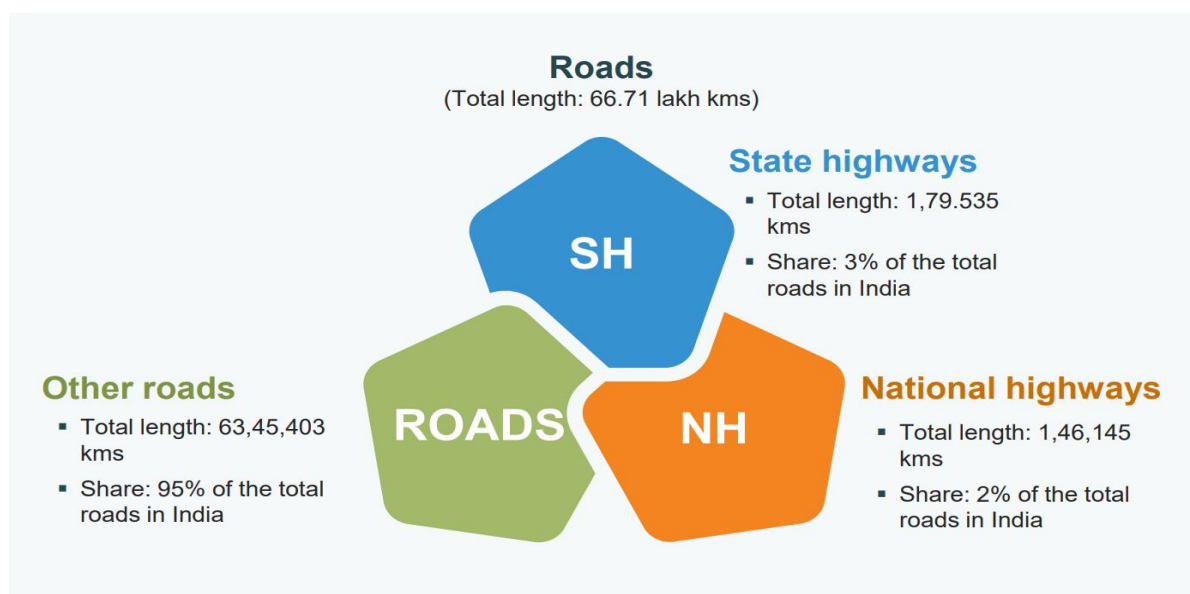 Roads
(Total length: 66.71 lakh kms)
State highways
▪ Total length: 1,79.535
kms
▪ Share: 3% of the total
roads in India
SH
Other roads
▪ Total length: 63,45,403
kms
▪ Share: 95% of the total
roads in India
ROADS
NH
National highways
▪ Total length: 1,46,145
kms
▪ Share: 2% of the total
roads in India